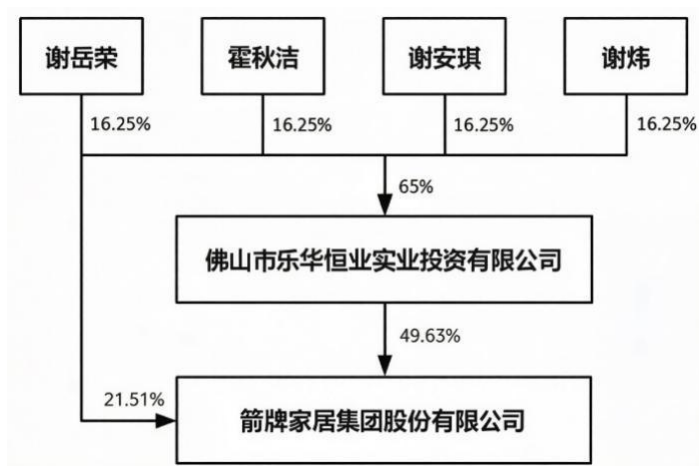 谢岳荣
霍秋洁
谢安琪
谢炜
16.25%
16.25%
16.25%
16.25%
65%
佛山市乐华恒业实业投资有限公司
49.63%
21.51%
箭牌家居集团股份有限公司